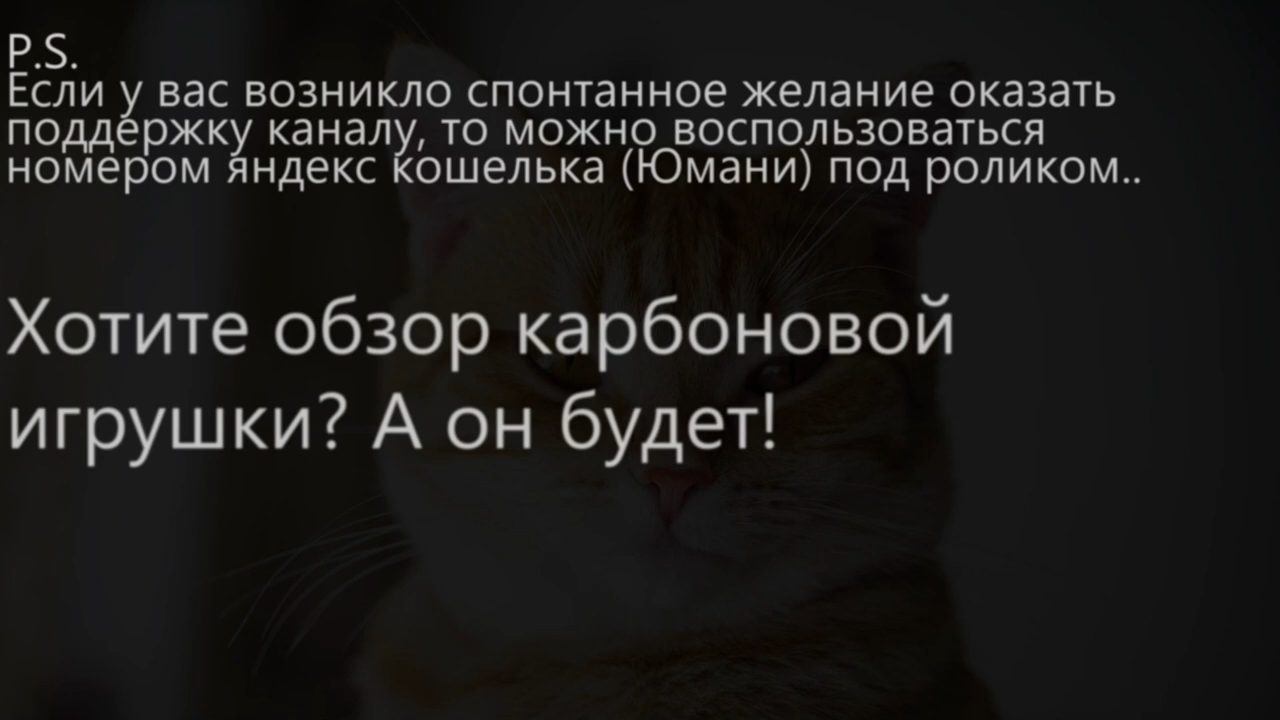 P.S.
Если у вас возникло спонтанное желание оказать
поддержку каналу, то можно воспользоваться
номером яндекс кошелька (Юмани) под роликом..
Хотите обзор карбоновой
игрушки? А он будет!